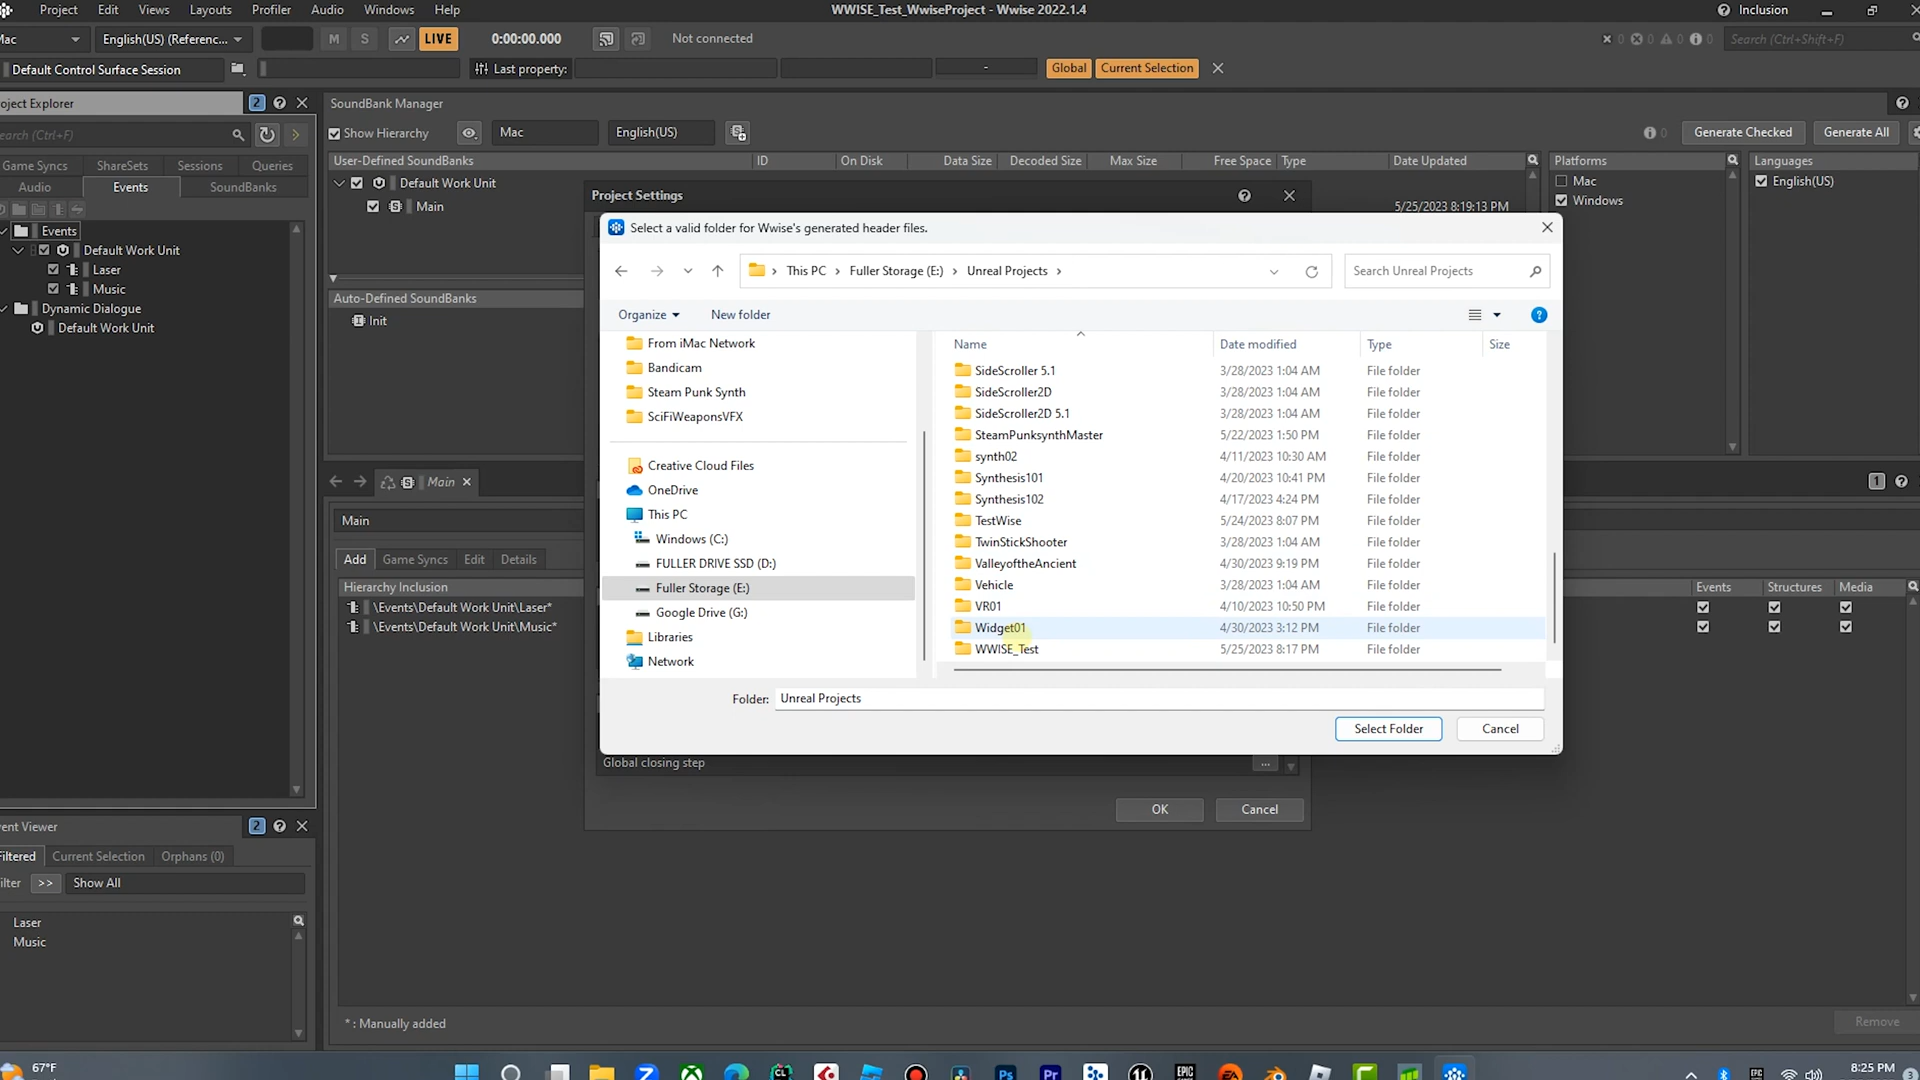 Project Edit Views Layouts Profiler Audio Windows Help
WWISE_Test_WwiseProject - Wwise 2022.1.4
Inclusion
Mac English(US) (Referenc... M S LIVE 0:00:00.000 Not connected
0 0 0 0 Search (Ctrl+Shift+F)
Default Control Surface Session Last property: - Global Current Selection
oject Explorer 2
SoundBank Manager
earch (Ctrl+F)
Show Hierarchy Mac English(US) 0 Generate Checked Generate All
Game Syncs ShareSets Sessions Queries
Audio Events SoundBanks
User-Defined SoundBanks ID On Disk Data Size Decoded Size Max Size Free Space Type Date Updated
Platforms Languages
Default Work Unit
Main 5/25/2023 8:19:13 PM
Mac
Windows
English(US)
Events
Default Work Unit
Laser
Music
Dynamic Dialogue
Default Work Unit
Auto-Defined SoundBanks
Init
Project Settings
Select a valid folder for Wwise's generated header files.
This PC › Fuller Storage (E:) › Unreal Projects ›
Search Unreal Projects
Organize New folder
From iMac Network
Bandicam
Steam Punk Synth
SciFiWeaponsVFX
Creative Cloud Files
OneDrive
This PC
Windows (C:)
FULLER DRIVE SSD (D:)
Fuller Storage (E:)
Google Drive (G:)
Libraries
Network
Name Date modified Type Size
SideScroller 5.1 3/28/2023 1:04 AM File folder
SideScroller2D 3/28/2023 1:04 AM File folder
SideScroller2D 5.1 3/28/2023 1:04 AM File folder
SteamPunksynthMaster 5/22/2023 1:50 PM File folder
synth02 4/11/2023 10:30 AM File folder
Synthesis101 4/20/2023 10:41 PM File folder
Synthesis102 4/17/2023 4:24 PM File folder
TestWise 5/24/2023 8:07 PM File folder
TwinStickShooter 3/28/2023 1:04 AM File folder
ValleyoftheAncient 4/30/2023 9:19 PM File folder
Vehicle 3/28/2023 1:04 AM File folder
VR01 4/10/2023 10:50 PM File folder
Widget01 4/30/2023 3:12 PM File folder
WWISE_Test 5/25/2023 8:17 PM File folder
Folder: Unreal Projects
Select Folder Cancel
Global closing step ...
OK Cancel
Main
1
Main
Add Game Syncs Edit Details
Hierarchy Inclusion Events Structures Media
\Events\Default Work Unit\Laser*
\Events\Default Work Unit\Music*
vent Viewer 2
Filtered Current Selection Orphans (0)
ilter >> Show All
Laser
Music
* : Manually added
Remove
67°F
8:25 PM